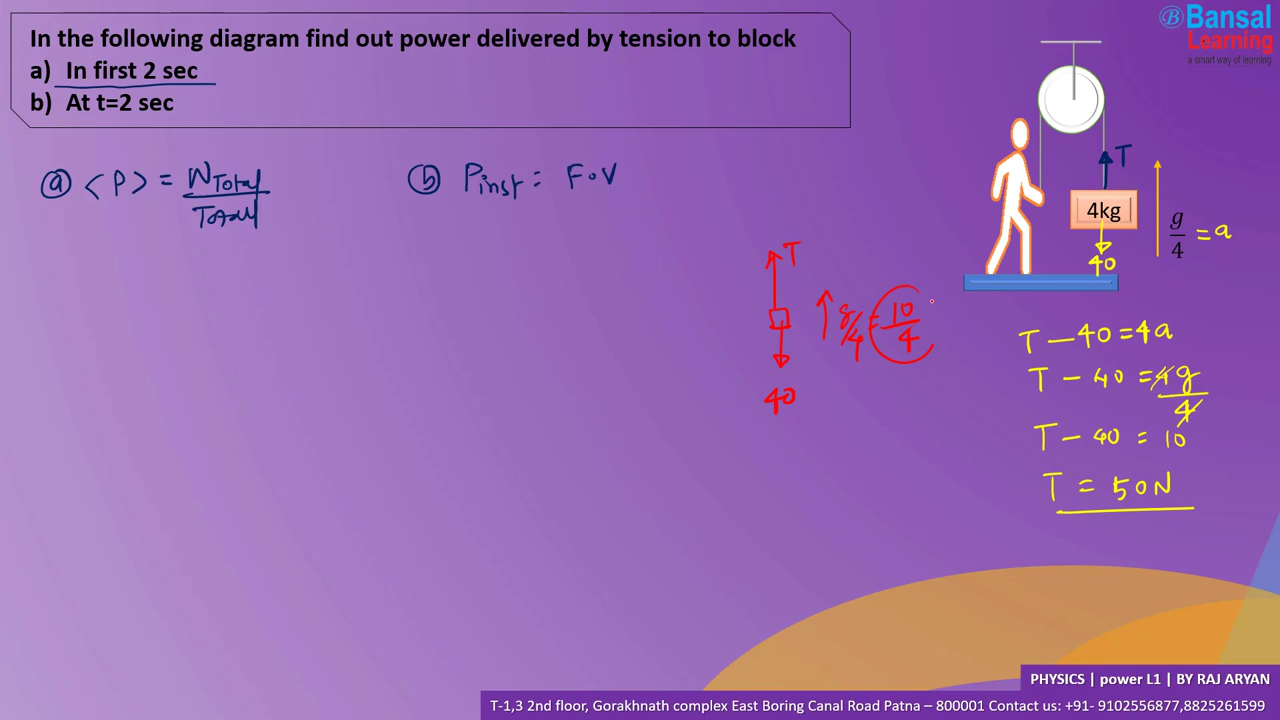 In the following diagram find out power delivered by tension to block
a) In first 2 sec
b) At t=2 sec
Bansal
Learning
a smart way of learning
ⓐ <P> = W Total / Total
ⓑ P inst = F·V
T
4kg
40
g/4 = a
T
g/4 = 10/4
40
T - 40 = 4a
T - 40 = 4g/4
T - 40 = 10
T = 50N
PHYSICS | power L1 | BY RAJ ARYAN
T-1,3 2nd floor, Gorakhnath complex East Boring Canal Road Patna – 800001 Contact us: +91- 9102556877,8825261599